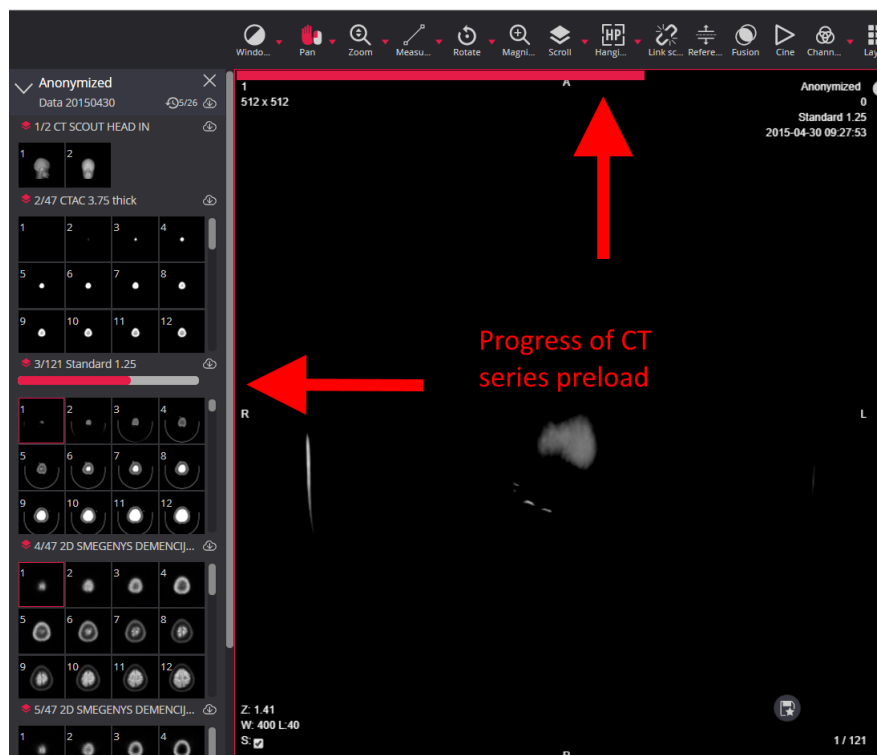 Windo...
Pan
Zoom
Measu...
Rotate
Magni...
Scroll
HP
Hangi...
Link sc...
Refere...
Fusion
Cine
Chann...
Lay
Anonymized
Data 20150430
5/26
1/2 CT SCOUT HEAD IN
1 2
2/47 CTAC 3.75 thick
1 2 3 4
5 6 7 8
9 10 11 12
3/121 Standard 1.25
1 2 3 4
5 6 7 8
9 10 11 12
4/47 2D SMEGENYS DEMENCIJ...
1 2 3 4
5 6 7 8
9 10 11 12
5/47 2D SMEGENYS DEMENCIJ...
1 2 3 4
1
512 x 512
A
Anonymized
0
Standard 1.25
2015-04-30 09:27:53
Progress of CT
series preload
R
L
Z: 1.41
W: 400 L:40
S:
1 / 121